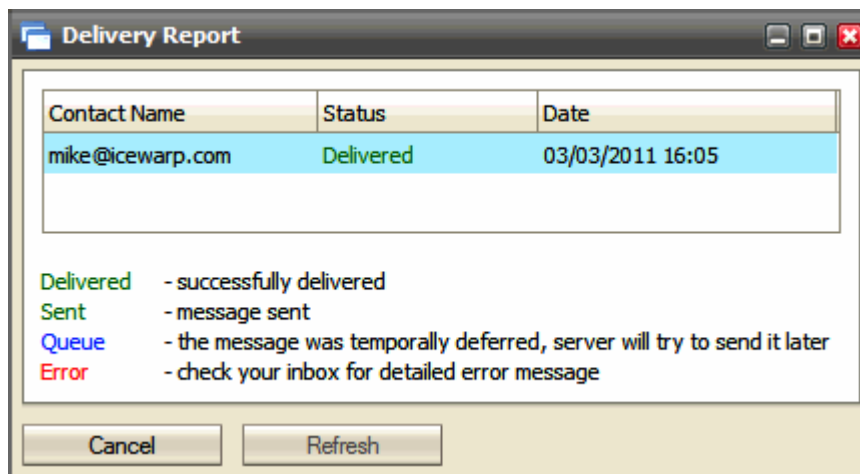 Delivery Report
Contact Name Status Date
mike@icewarp.com Delivered 03/03/2011 16:05
Delivered - successfully delivered
Sent - message sent
Queue - the message was temporally deferred, server will try to send it later
Error - check your inbox for detailed error message
Cancel Refresh